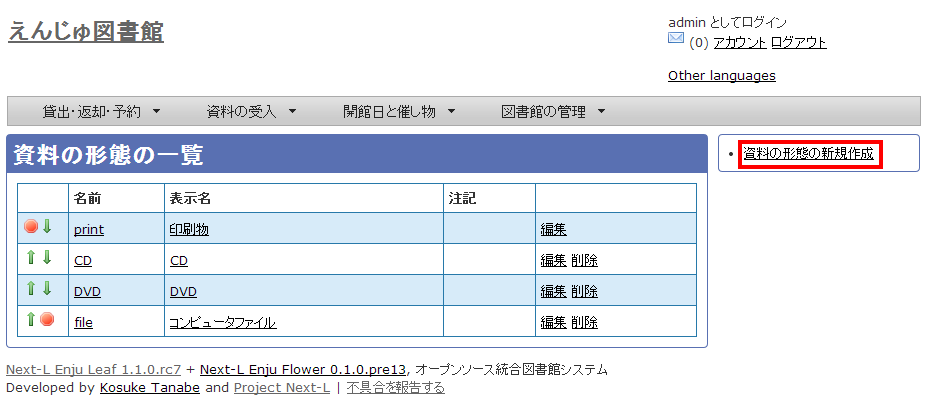 えんじゅ図書館
admin としてログイン
(0) アカウント ログアウト
Other languages
貸出・返却・予約 資料の受入 開館日と催し物 図書館の管理
資料の形態の一覧
資料の形態の新規作成
名前 表示名 注記
print 印刷物 編集
CD CD 編集 削除
DVD DVD 編集 削除
file コンピュータファイル 編集 削除
Next-L Enju Leaf 1.1.0.rc7 + Next-L Enju Flower 0.1.0.pre13, オープンソース統合図書館システム
Developed by Kosuke Tanabe and Project Next-L | 不具合を報告する